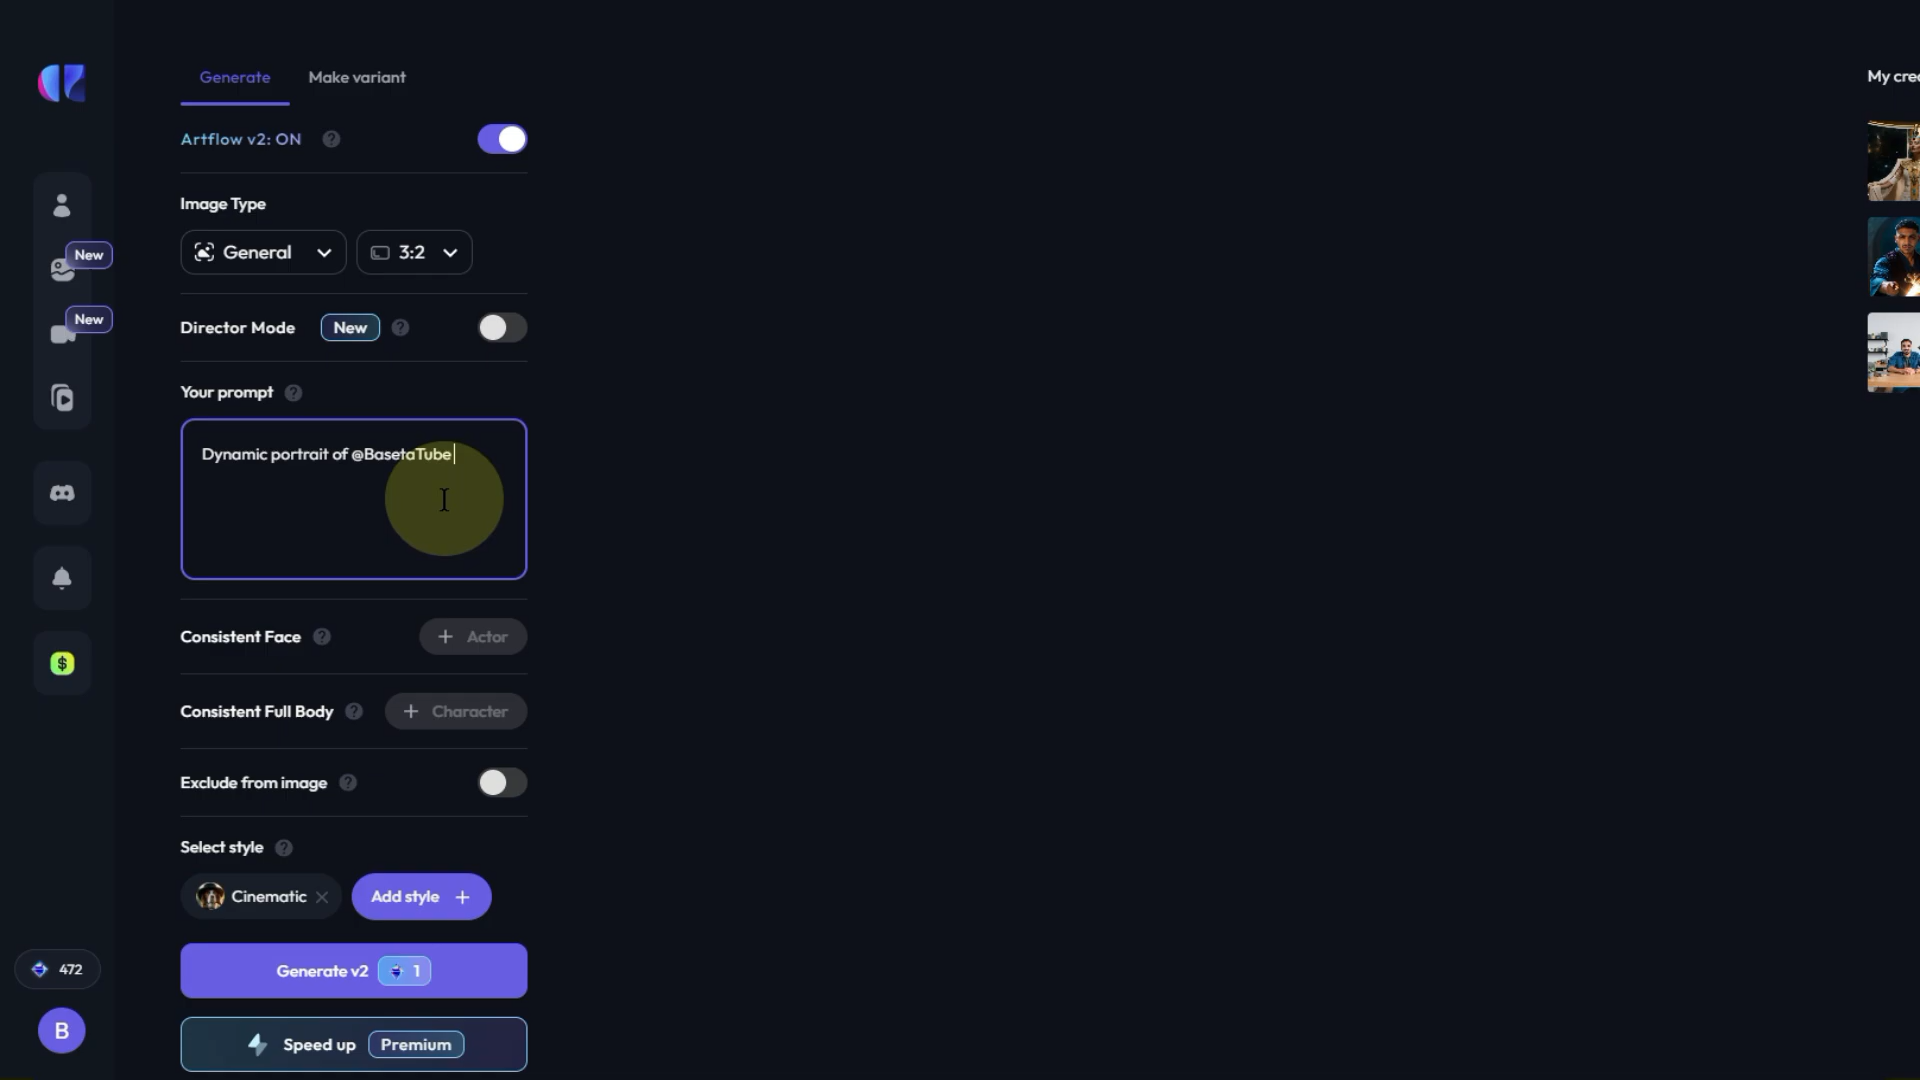 Generate Make variant
My crea
Artflow v2: ON
Image Type
General 3:2
New
Director Mode New
New
Your prompt
Dynamic portrait of @BasetaTube
Consistent Face + Actor
Consistent Full Body + Character
Exclude from image
Select style
Cinematic Add style +
472
Generate v2 1
B
Speed up Premium